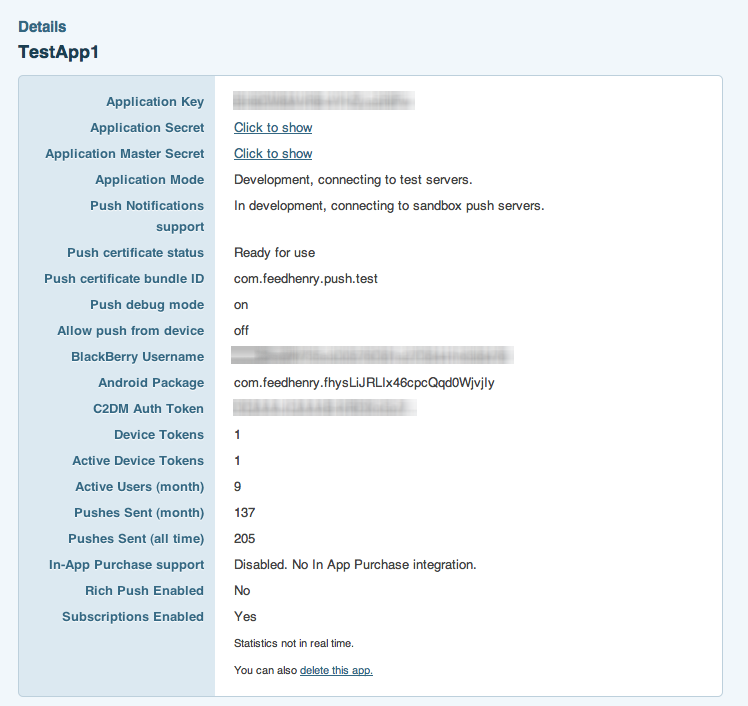 Details
TestApp1
Application Key
Application Secret Click to show
Application Master Secret Click to show
Application Mode Development, connecting to test servers.
Push Notifications In development, connecting to sandbox push servers.
support
Push certificate status Ready for use
Push certificate bundle ID com.feedhenry.push.test
Push debug mode on
Allow push from device off
BlackBerry Username
Android Package com.feedhenry.fhysLiJRLIx46cpcQqd0WjvjIy
C2DM Auth Token
Device Tokens 1
Active Device Tokens 1
Active Users (month) 9
Pushes Sent (month) 137
Pushes Sent (all time) 205
In-App Purchase support Disabled. No In App Purchase integration.
Rich Push Enabled No
Subscriptions Enabled Yes
Statistics not in real time.
You can also delete this app.